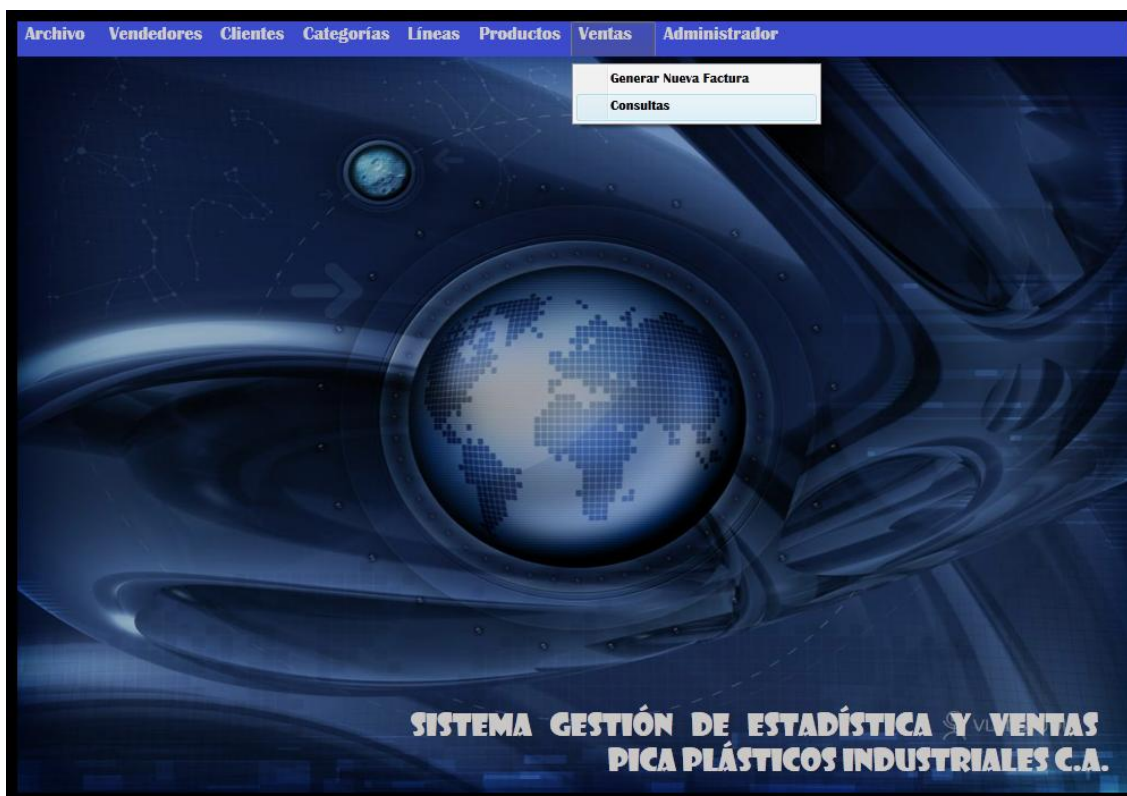 Archivo Vendedores Clientes Categorías Líneas Productos Ventas Administrador
Generar Nueva Factura
Consultas
SISTEMA GESTIÓN DE ESTADÍSTICA Y VENTAS
PICA PLÁSTICOS INDUSTRIALES C.A.